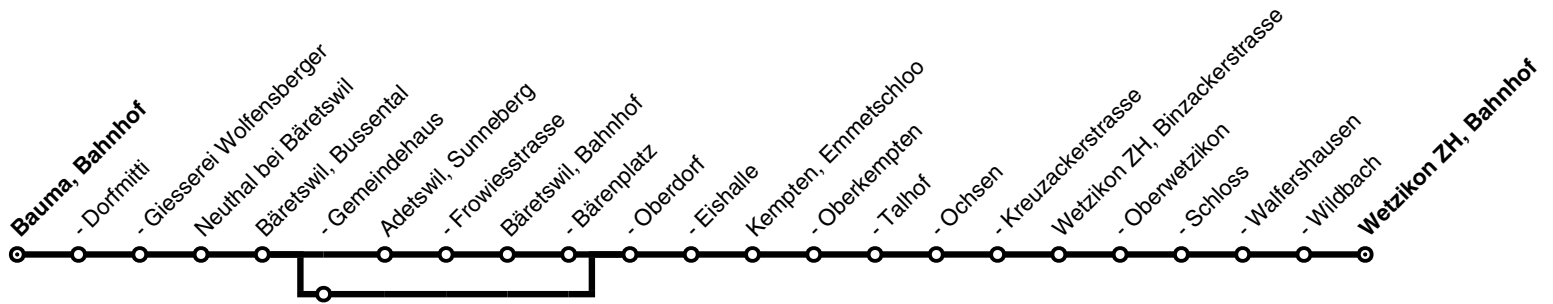 Bauma, Bahnhof
- Dorfmitti
- Giesserei Wolfensberger
Neuthal bei Bäretswil
Bäretswil, Bussental
- Gemeindehaus
Adetswil, Sunneberg
- Frowiesstrasse
Bäretswil, Bahnhof
- Bärenplatz
- Oberdorf
- Eishalle
Kempten, Emmetschloo
- Oberkempten
- Talhof
- Ochsen
- Kreuzackerstrasse
Wetzikon ZH, Binzackerstrasse
- Oberwetzikon
- Schloss
- Walfershausen
- Wildbach
Wetzikon ZH, Bahnhof